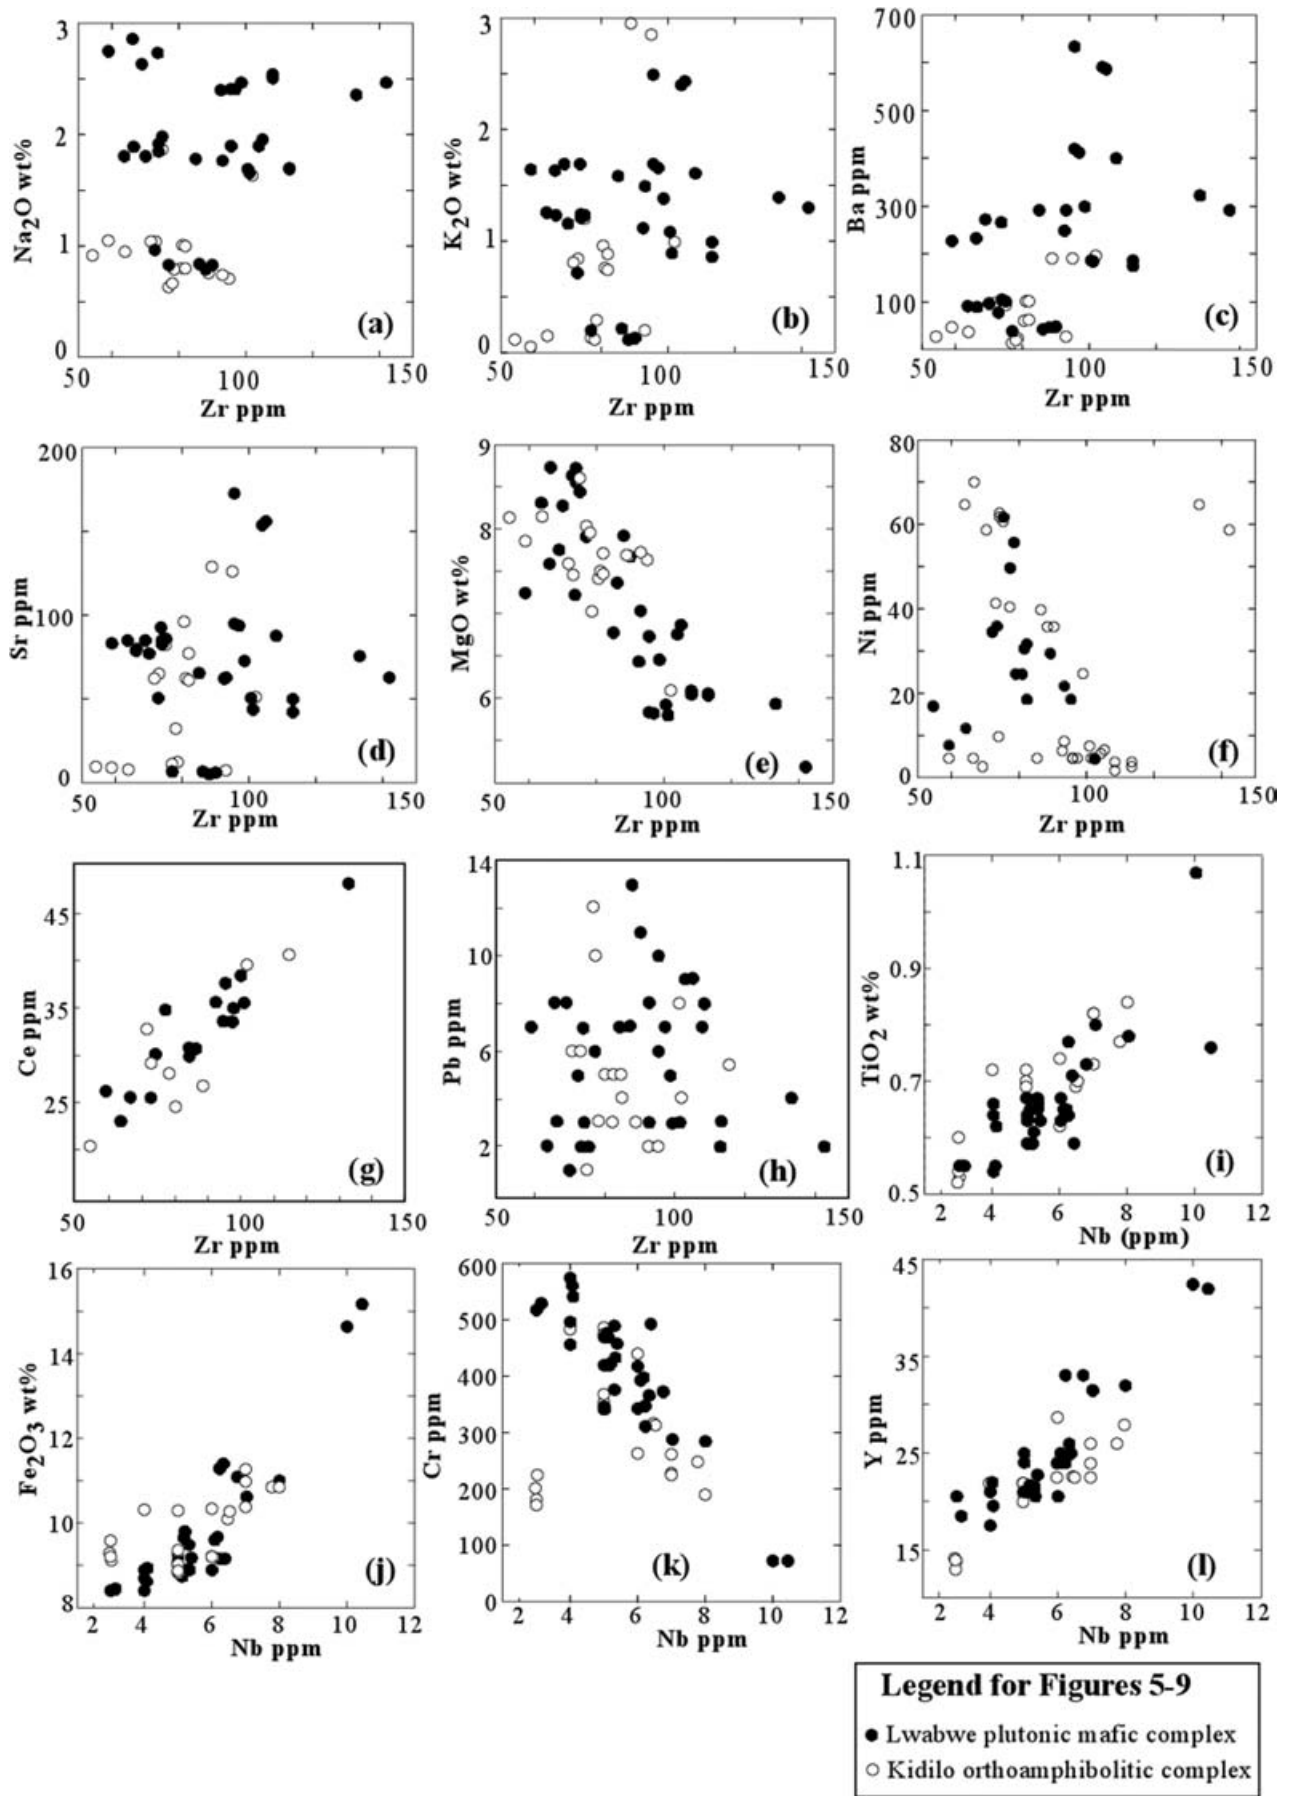 3
2
1
0
Na2O wt%
(a)
50
100
150
Zr ppm
3
2
1
0
K2O wt%
(b)
50
100
150
Zr ppm
700
500
300
100
Ba ppm
(c)
50
100
150
Zr ppm
200
100
0
Sr ppm
(d)
50
100
150
Zr ppm
9
8
6
MgO wt%
(e)
50
100
150
Zr ppm
80
60
40
20
0
Ni ppm
(f)
50
100
150
Zr ppm
45
35
25
Ce ppm
(g)
50
100
150
Zr ppm
14
10
6
2
Pb ppm
(h)
50
100
150
Zr ppm
1.1
0.9
0.7
0.5
TiO2 wt%
(i)
2 4 6 8 10 12
Nb (ppm)
16
14
12
10
8
Fe2O3 wt%
(j)
2 4 6 8 10 12
Nb ppm
600
500
400
300
200
100
0
Cr ppm
(k)
2 4 6 8 10 12
Nb ppm
45
35
25
15
Y ppm
(l)
2 4 6 8 10 12
Nb ppm
Legend for Figures 5-9
Lwabwe plutonic mafic complex
Kidilo orthoamphibolitic complex